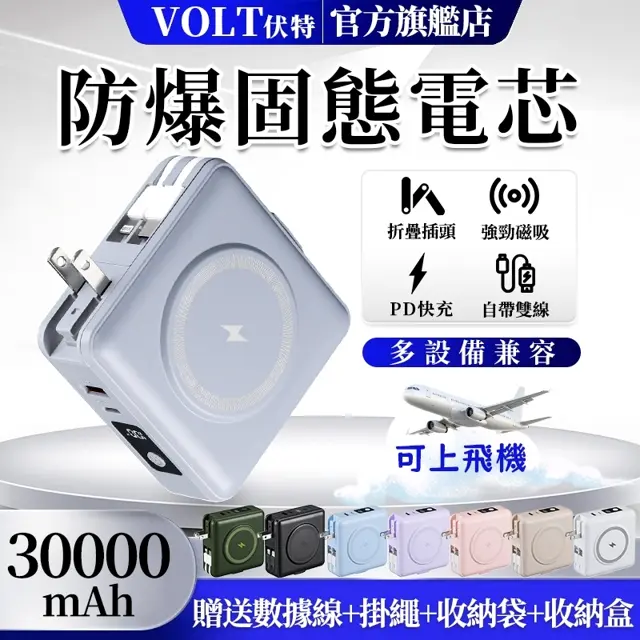 VOLT伏特 官方旗艦店
防爆固態電芯
折疊插頭 強勁磁吸
PD快充 自帶雙線
多設備兼容
可上飛機
30000
mAh
贈送數據線+掛繩+收納袋+收納盒